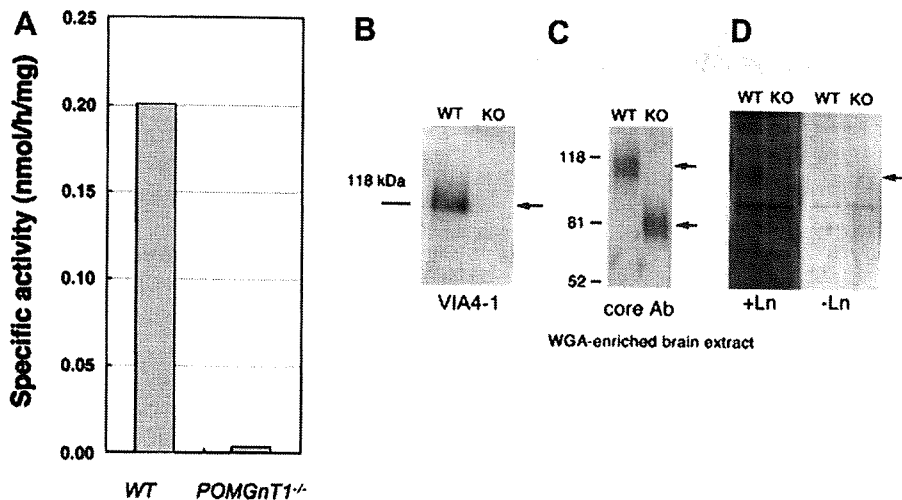 A
Specific activity (nmol/h/mg)
0.25
0.20
0.15
0.10
0.05
0.00
WT
POMGnT1-/-
B
WT KO
118 kDa
VIA4-1
C
WT KO
118
81
52
core Ab
D
WT KO WT KO
+Ln -Ln
WGA-enriched brain extract